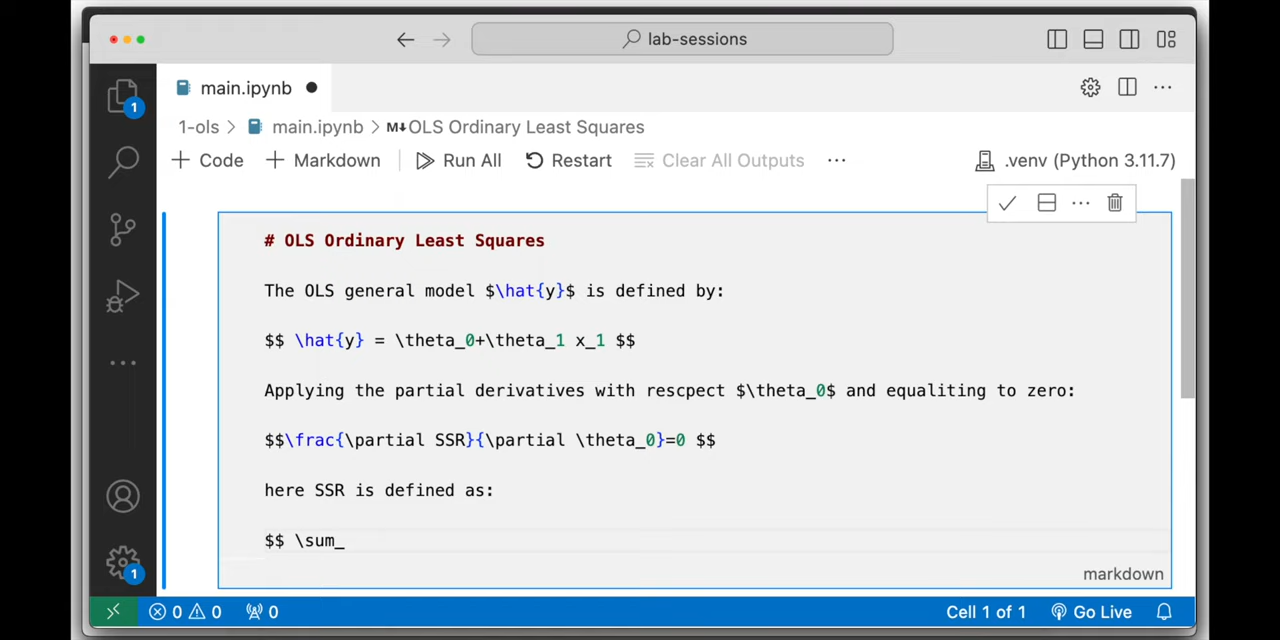 lab-sessions
1
main.ipynb
1-ols > main.ipynb > M↓OLS Ordinary Least Squares
+ Code + Markdown Run All Restart Clear All Outputs ... .venv (Python 3.11.7)
# OLS Ordinary Least Squares
The OLS general model $\hat{y}$ is defined by:
$$ \hat{y} = \theta_0+\theta_1 x_1 $$
Applying the partial derivatives with rescpect $\theta_0$ and equaliting to zero:
$$\frac{\partial SSR}{\partial \theta_0}=0 $$
here SSR is defined as:
$$ \sum_
markdown
1
0 0 0 Cell 1 of 1 Go Live